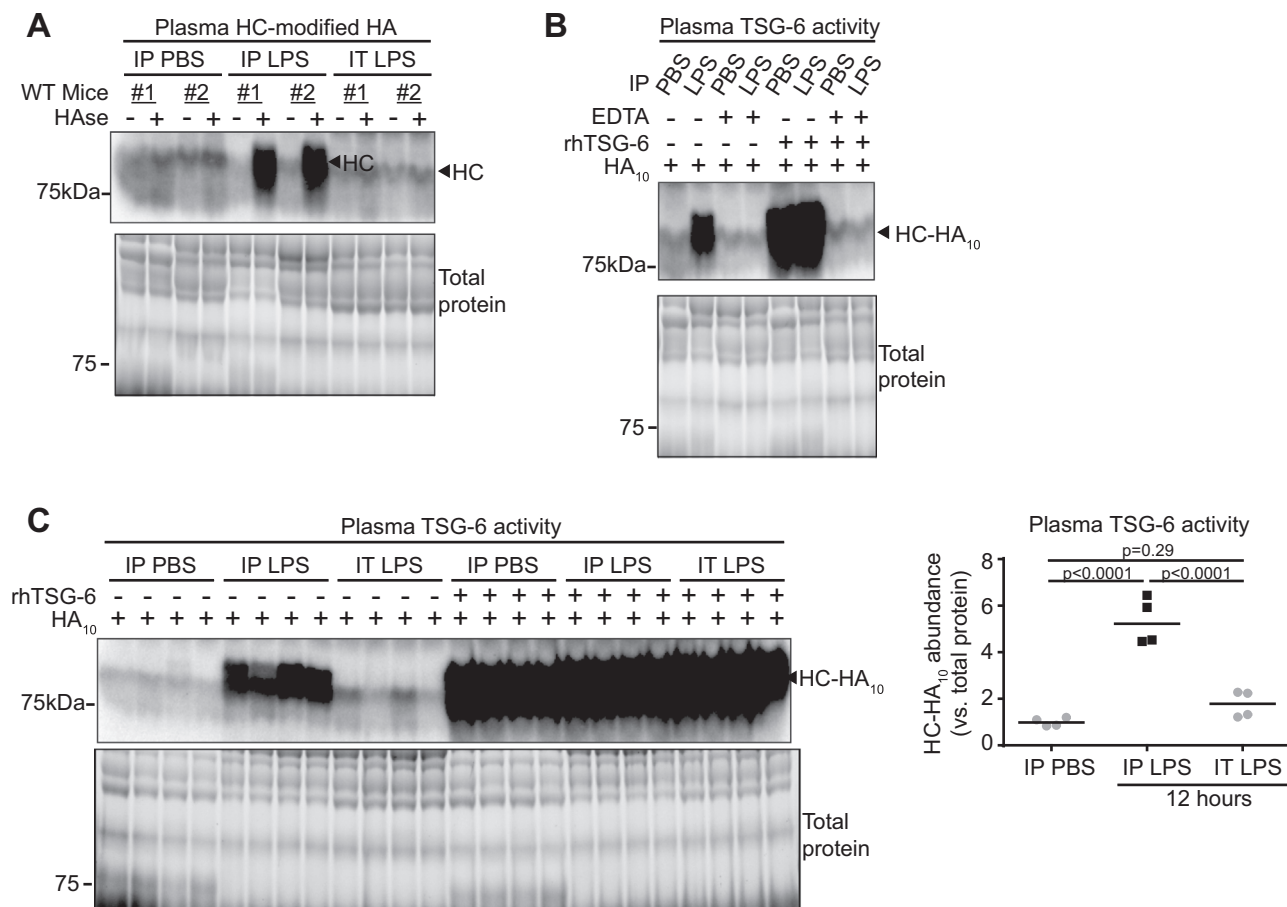 A
Plasma HC-modified HA
IP PBS IP LPS IT LPS
WT Mice #1 #2 #1 #2 #1 #2
HAse - + - + - + - + - + - +
75kDa
HC
HC
Total
protein
75
B
Plasma TSG-6 activity
IP PBS LPS PBS LPS PBS LPS PBS LPS
EDTA - - + + - - + +
rhTSG-6 - - - - + + + +
HA10 + + + + + + + +
75kDa
HC-HA10
Total
protein
75
C
Plasma TSG-6 activity
IP PBS IP LPS IT LPS IP PBS IP LPS IT LPS
rhTSG-6 - - - - - - - - - - - - + + + + + + + + + + + +
HA10 + + + + + + + + + + + + + + + + + + + + + + + +
75kDa
HC-HA10
Total
protein
75
Plasma TSG-6 activity
HC-HA10 abundance
(vs. total protein)
8
6
4
2
0
p=0.29
p<0.0001 p<0.0001
IP PBS IP LPS IT LPS
12 hours